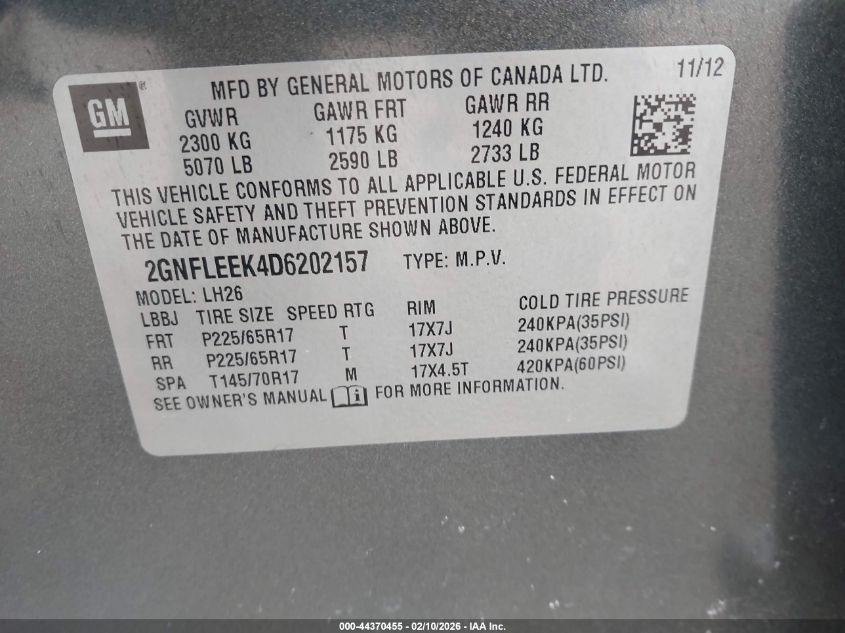 GM
MFD BY GENERAL MOTORS OF CANADA LTD. 11/12
GVWR GAWR FRT GAWR RR
2300 KG 1175 KG 1240 KG
5070 LB 2590 LB 2733 LB
THIS VEHICLE CONFORMS TO ALL APPLICABLE U.S. FEDERAL MOTOR
VEHICLE SAFETY AND THEFT PREVENTION STANDARDS IN EFFECT ON
THE DATE OF MANUFACTURE SHOWN ABOVE.
2GNFLEEK4D6202157 TYPE: M.P.V.
MODEL: LH26
LBBJ TIRE SIZE SPEED RTG RIM COLD TIRE PRESSURE
FRT P225/65R17 T 17X7J 240KPA(35PSI)
RR P225/65R17 T 17X7J 240KPA(35PSI)
SPA T145/70R17 M 17X4.5T 420KPA(60PSI)
SEE OWNER'S MANUAL i FOR MORE INFORMATION.
000-44370455 - 02/10/2026 - IAA Inc.